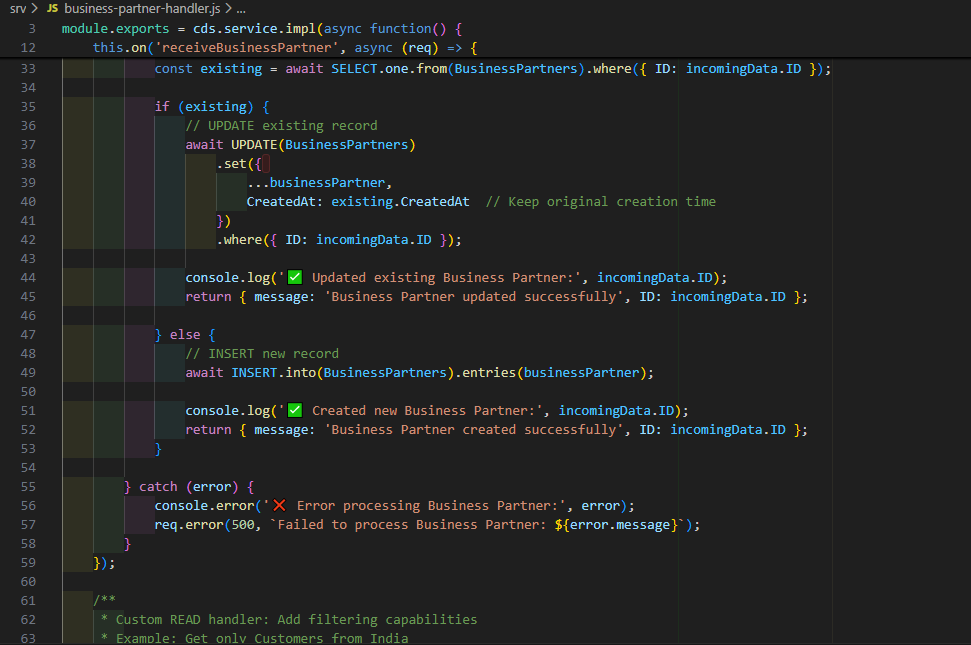 srv > JS business-partner-handler.js > ...
3 module.exports = cds.service.impl(async function() {
12     this.on('receiveBusinessPartner', async (req) => {
33             const existing = await SELECT.one.from(BusinessPartners).where({ ID: incomingData.ID });
34
35             if (existing) {
36                 // UPDATE existing record
37                 await UPDATE(BusinessPartners)
38                     .set({
39                         ...businessPartner,
40                         CreatedAt: existing.CreatedAt  // Keep original creation time
41                     })
42                     .where({ ID: incomingData.ID });
43
44                 console.log('✅ Updated existing Business Partner:', incomingData.ID);
45                 return { message: 'Business Partner updated successfully', ID: incomingData.ID };
46
47             } else {
48                 // INSERT new record
49                 await INSERT.into(BusinessPartners).entries(businessPartner);
50
51                 console.log('✅ Created new Business Partner:', incomingData.ID);
52                 return { message: 'Business Partner created successfully', ID: incomingData.ID };
53             }
54
55         } catch (error) {
56             console.error('❌ Error processing Business Partner:', error);
57             req.error(500, `Failed to process Business Partner: ${error.message}`);
58         }
59     });
60
61     /**
62      * Custom READ handler: Add filtering capabilities
63      * Example: Get only Customers from India